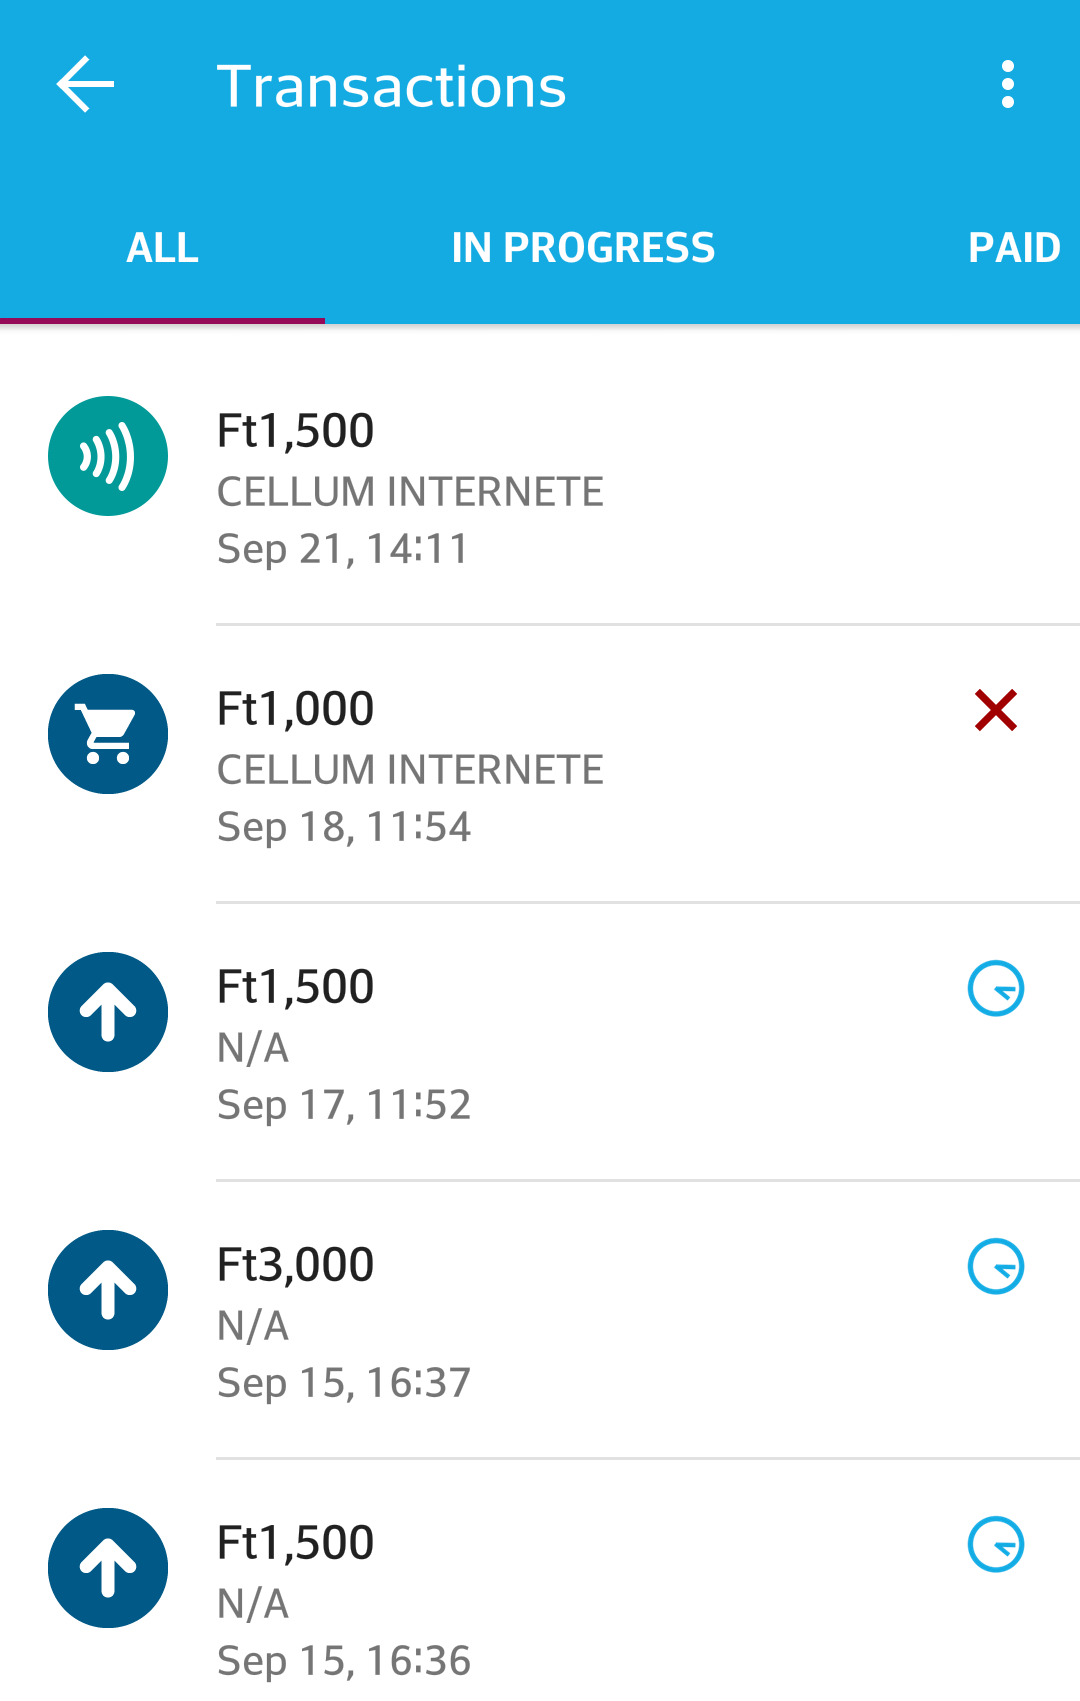 Transactions
ALL IN PROGRESS PAID
Ft1,500
CELLUM INTERNETE
Sep 21, 14:11
Ft1,000
CELLUM INTERNETE
Sep 18, 11:54
Ft1,500
N/A
Sep 17, 11:52
Ft3,000
N/A
Sep 15, 16:37
Ft1,500
N/A
Sep 15, 16:36